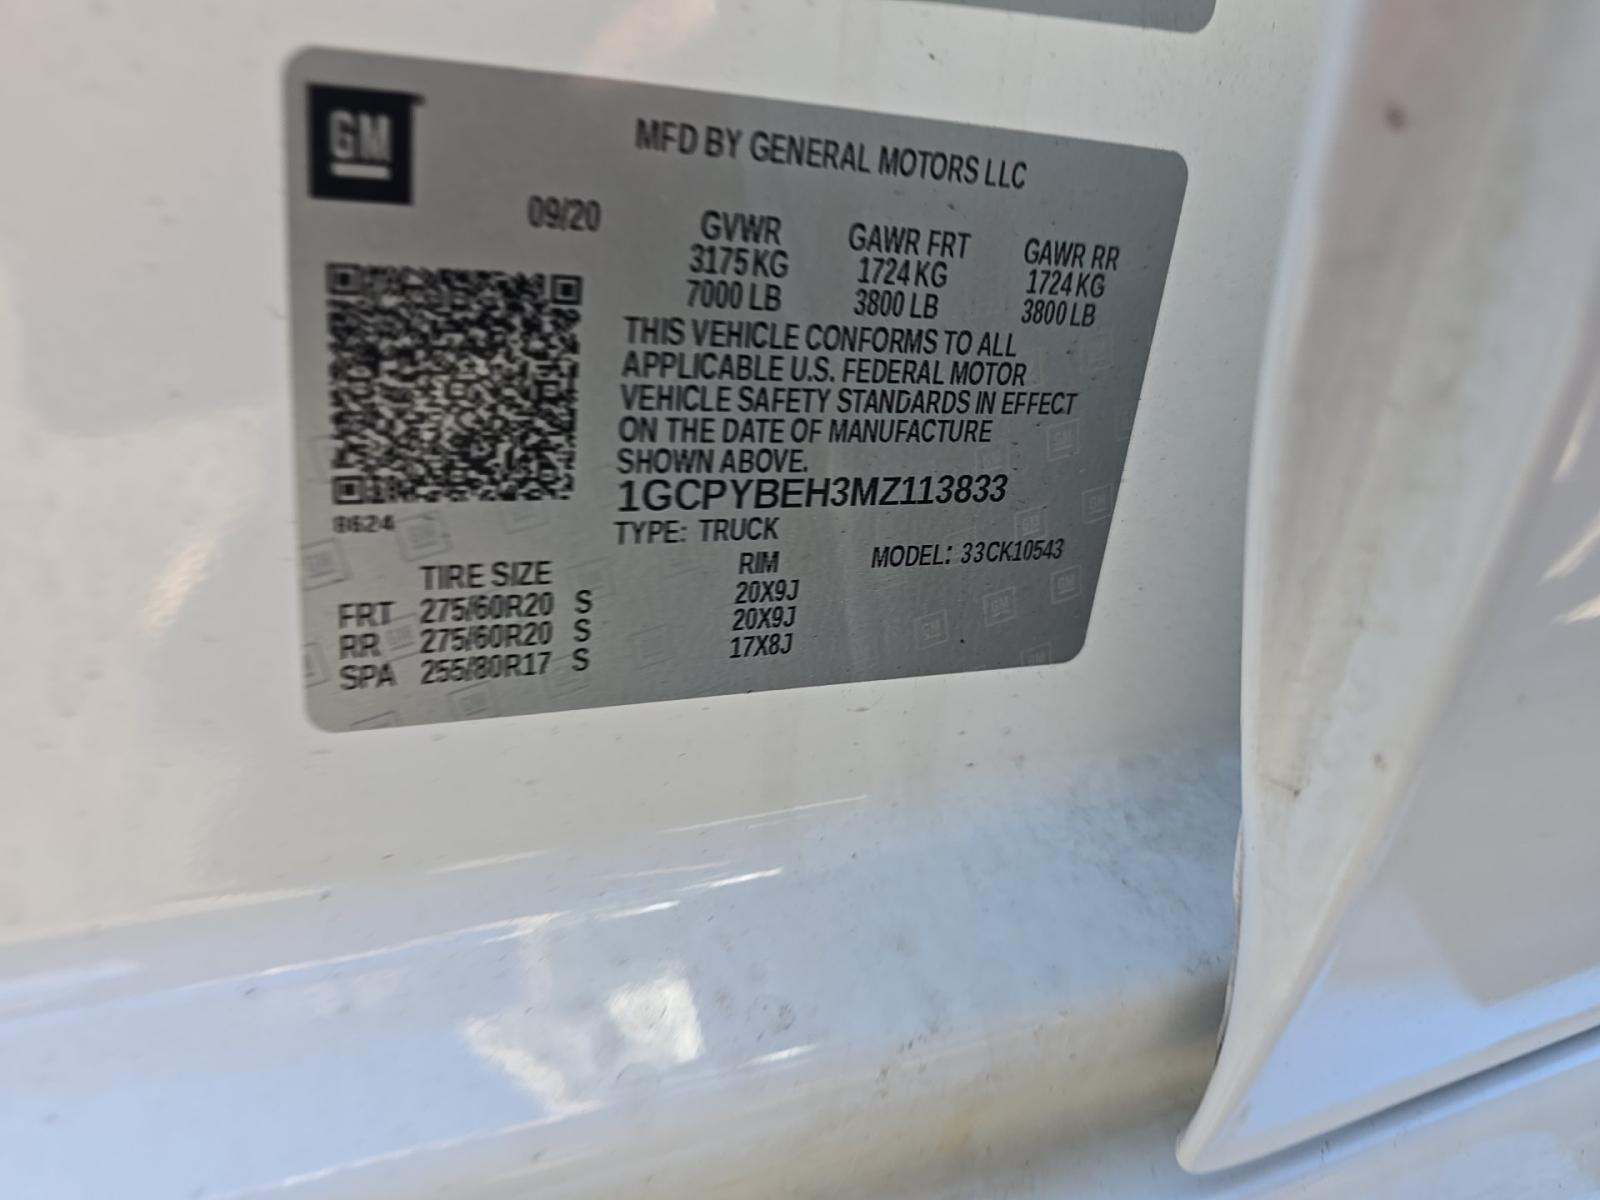 GM
MFD BY GENERAL MOTORS LLC
09/20
GVWR GAWR FRT GAWR RR
3175 KG 1724 KG 1724 KG
7000 LB 3800 LB 3800 LB
THIS VEHICLE CONFORMS TO ALL
APPLICABLE U.S. FEDERAL MOTOR
VEHICLE SAFETY STANDARDS IN EFFECT
ON THE DATE OF MANUFACTURE
SHOWN ABOVE.
1GCPYBEH3MZ113833
8624
TYPE: TRUCK
MODEL: 33CK10543
TIRE SIZE RIM
FRT 275/60R20 S 20X9J
RR 275/60R20 S 20X9J
SPA 255/80R17 S 17X8J